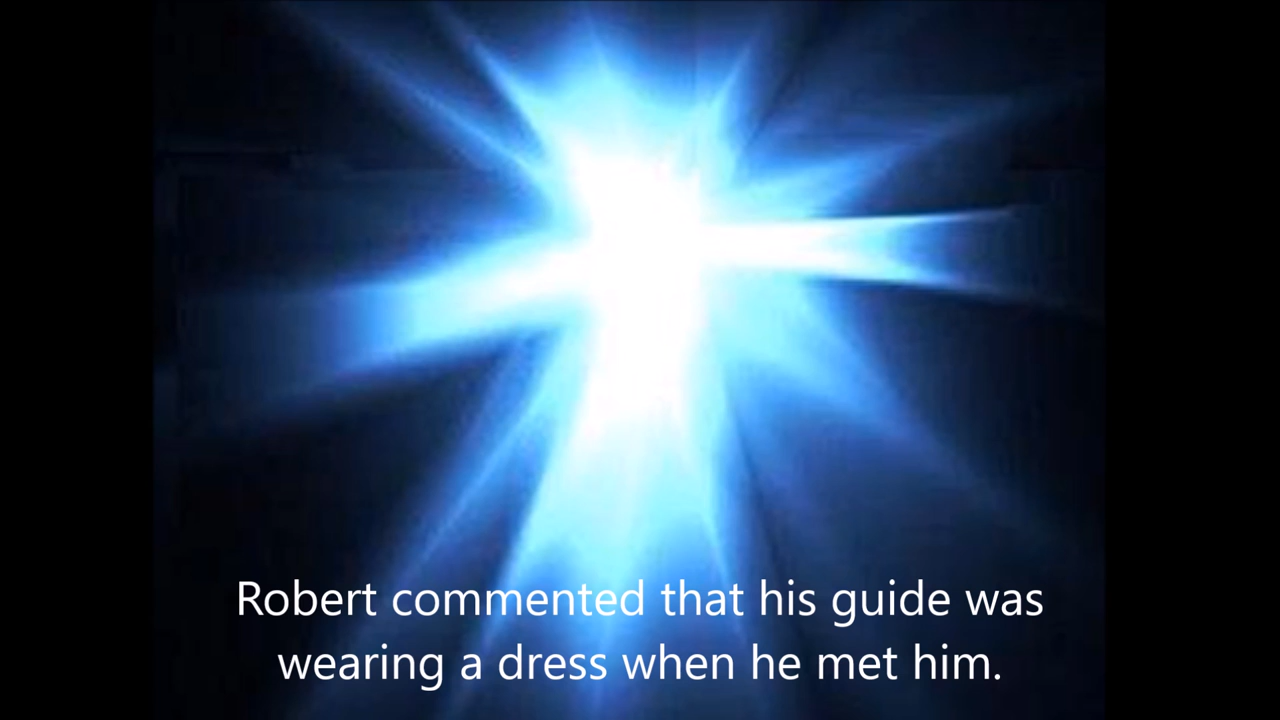 Robert commented that his guide was
wearing a dress when he met him.